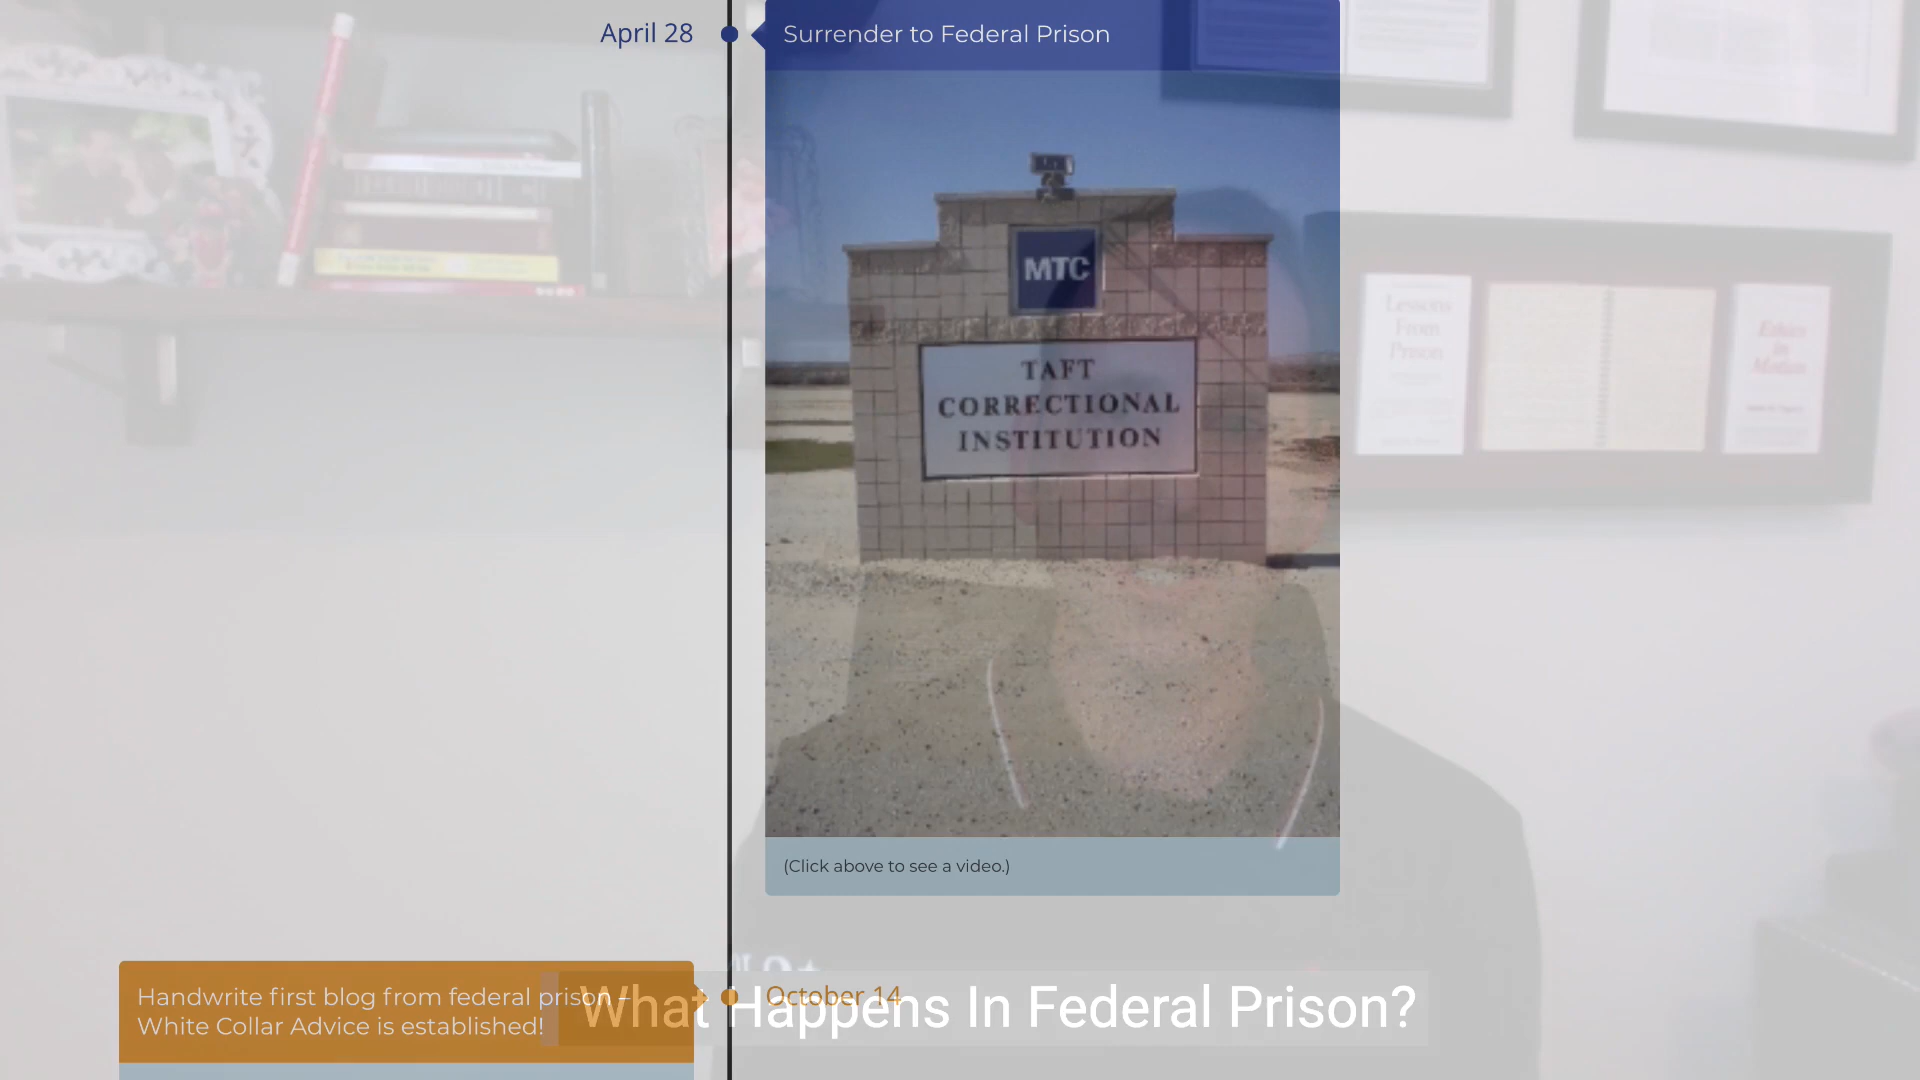 April 28
Surrender to Federal Prison
MTC
TAFT
CORRECTIONAL
INSTITUTION
Lessons
From
Prison
Ethics
in
Motion
(Click above to see a video.)
October 14
Handwrite first blog from federal prison –
White Collar Advice is established!
What Happens In Federal Prison?